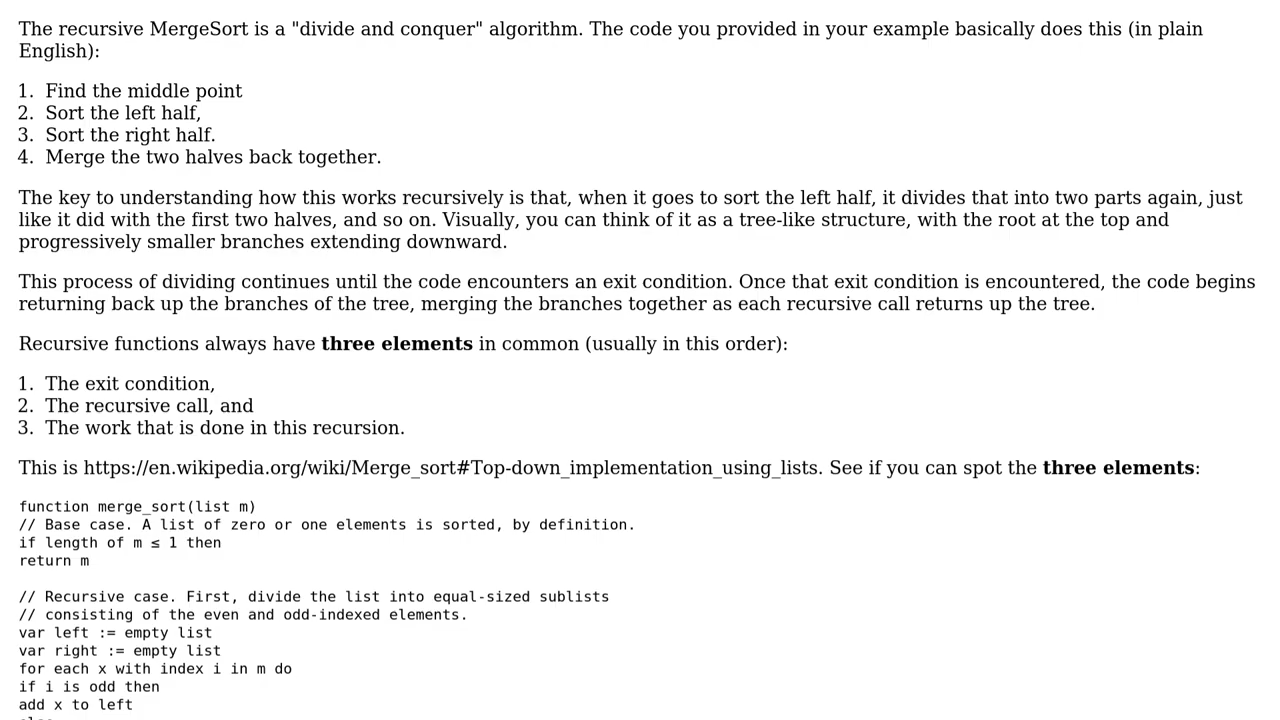 The recursive MergeSort is a "divide and conquer" algorithm. The code you provided in your example basically does this (in plain
English):
1. Find the middle point
2. Sort the left half,
3. Sort the right half.
4. Merge the two halves back together.
The key to understanding how this works recursively is that, when it goes to sort the left half, it divides that into two parts again, just
like it did with the first two halves, and so on. Visually, you can think of it as a tree-like structure, with the root at the top and
progressively smaller branches extending downward.
This process of dividing continues until the code encounters an exit condition. Once that exit condition is encountered, the code begins
returning back up the branches of the tree, merging the branches together as each recursive call returns up the tree.
Recursive functions always have three elements in common (usually in this order):
1. The exit condition,
2. The recursive call, and
3. The work that is done in this recursion.
This is https://en.wikipedia.org/wiki/Merge_sort#Top-down_implementation_using_lists. See if you can spot the three elements:
function merge_sort(list m)
// Base case. A list of zero or one elements is sorted, by definition.
if length of m ≤ 1 then
return m
// Recursive case. First, divide the list into equal-sized sublists
// consisting of the even and odd-indexed elements.
var left := empty list
var right := empty list
for each x with index i in m do
if i is odd then
add x to left